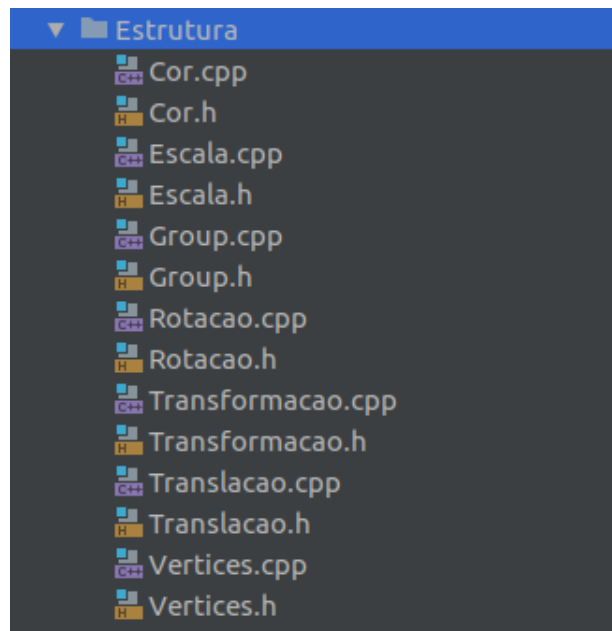 Estrutura
C++ Cor.cpp
H Cor.h
C++ Escala.cpp
H Escala.h
C++ Group.cpp
H Group.h
C++ Rotacao.cpp
H Rotacao.h
C++ Transformacao.cpp
H Transformacao.h
C++ Translacao.cpp
H Translacao.h
C++ Vertices.cpp
H Vertices.h